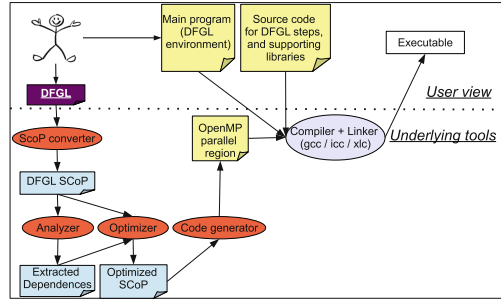 Main program
(DFGL
environment)
Source code
for DFGL steps,
and supporting
libraries
Executable
DFGL
User view
Underlying tools
ScoP converter
OpenMP
parallel
region
Compiler + Linker
(gcc / icc / xlc)
DFGL SCoP
Analyzer
Optimizer
Code generator
Extracted
Dependences
Optimized
SCoP